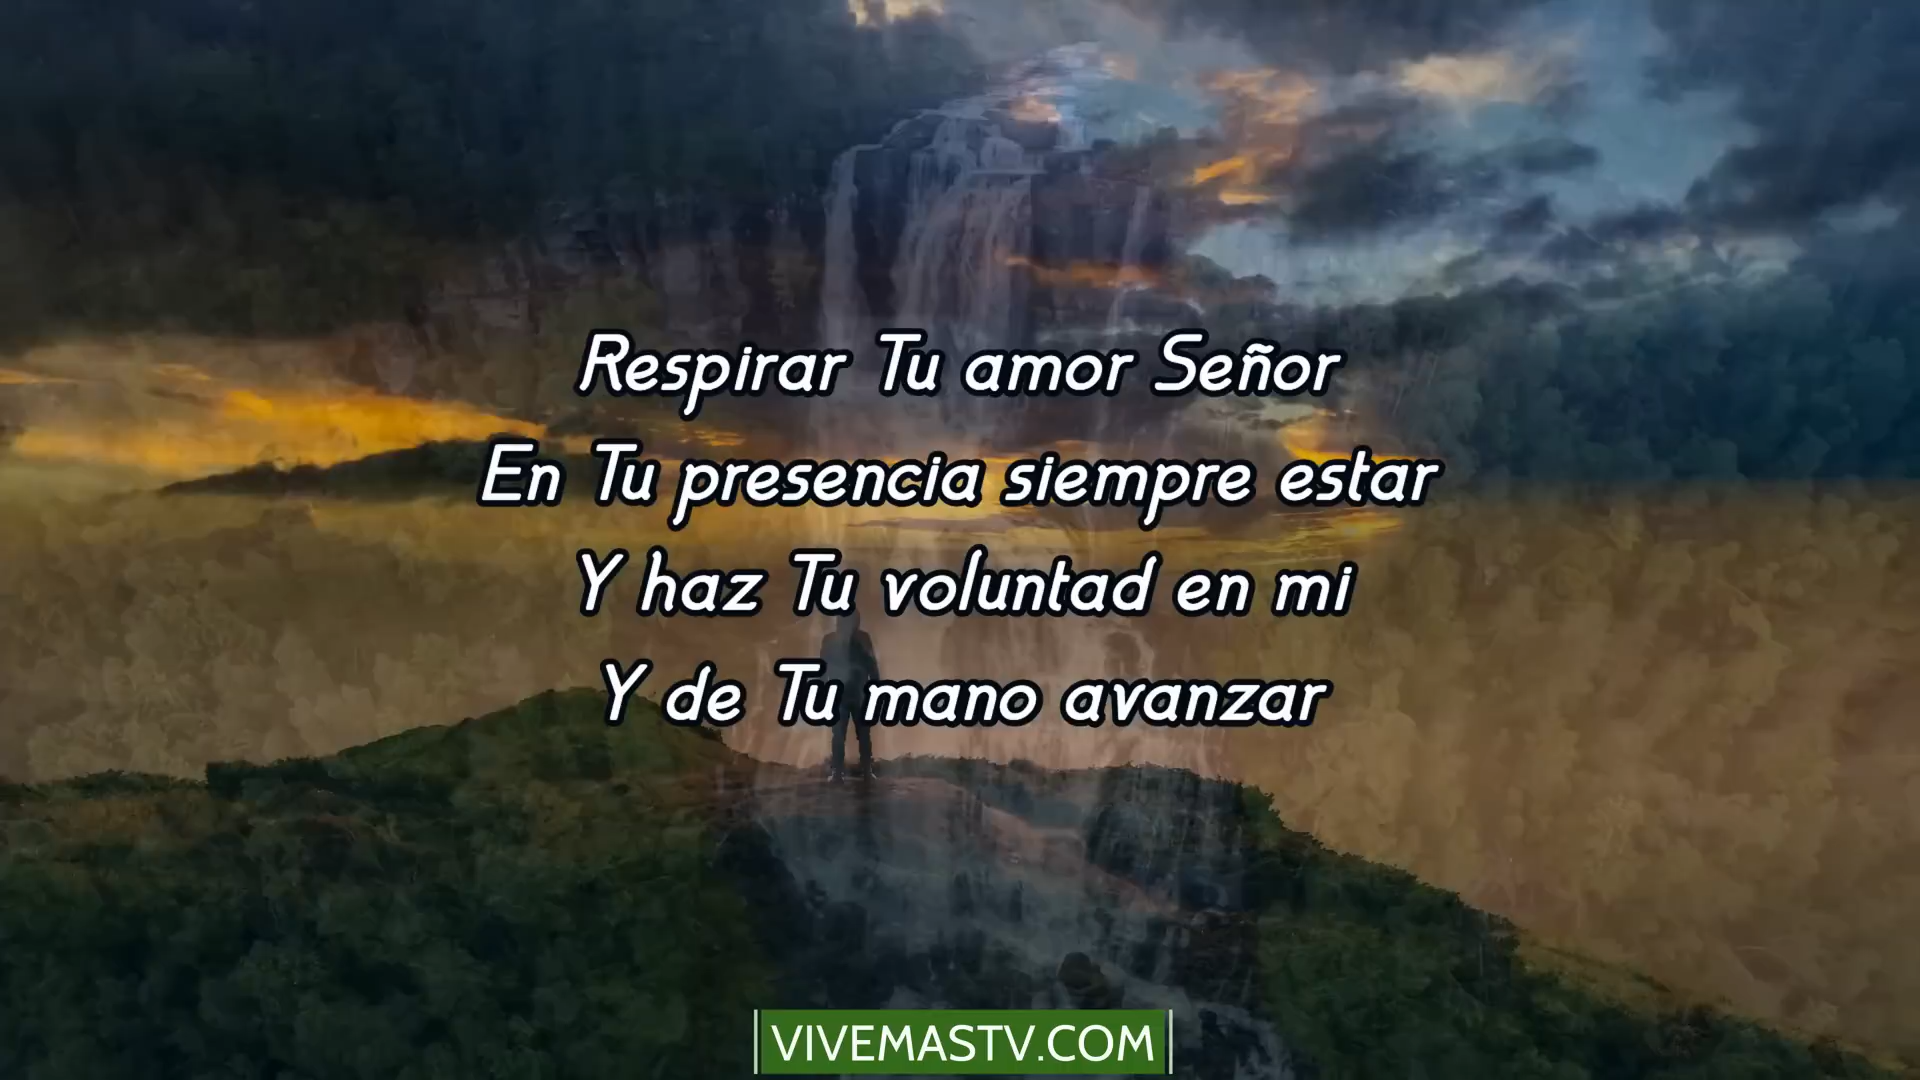 Respirar Tu amor Señor
En Tu presencia siempre estar
Y haz Tu voluntad en mi
Y de Tu mano avanzar
VIVEMASTV.COM